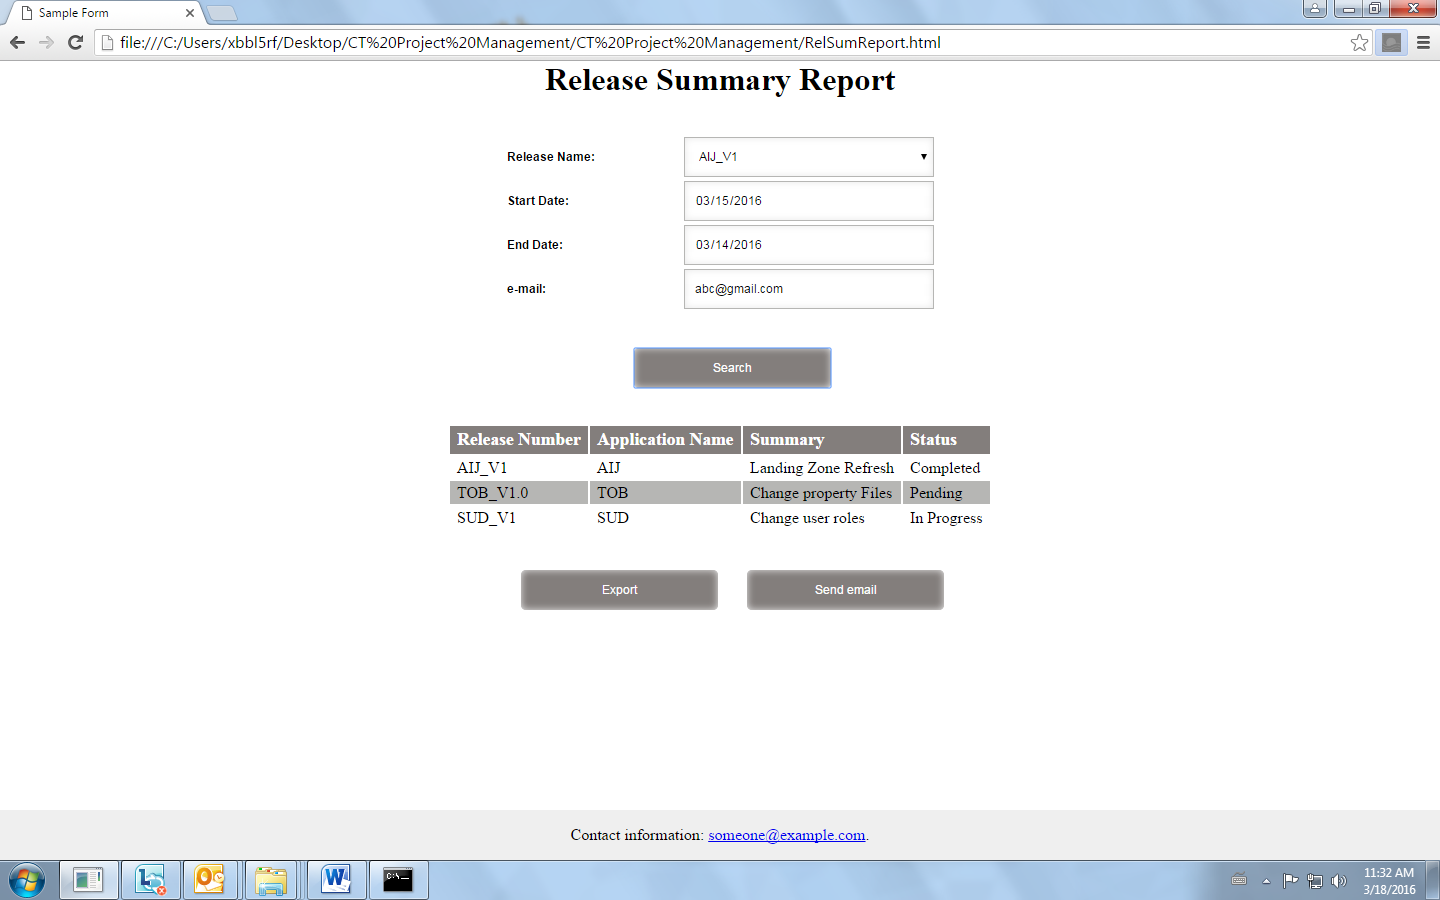 Sample Form
file:///C:/Users/xbbl5rf/Desktop/CT%20Project%20Management/CT%20Project%20Management/RelSumReport.html
Release Summary Report
Release Name: AIJ_V1
Start Date: 03/15/2016
End Date: 03/14/2016
e-mail: abc@gmail.com
Search
Release Number Application Name Summary Status
AIJ_V1 AIJ Landing Zone Refresh Completed
TOB_V1.0 TOB Change property Files Pending
SUD_V1 SUD Change user roles In Progress
Export Send email
Contact information: someone@example.com.
11:32 AM
3/18/2016